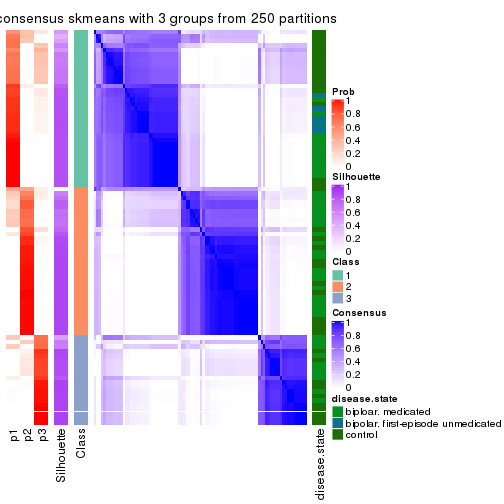 consensus skmeans with 3 groups from 250 partitions
Prob
1
0.8
0.6
0.4
0.2
0
Silhouette
1
0.8
0.6
0.4
0.2
0
Class
1
2
3
Consensus
1
0.8
0.6
0.4
0.2
0
disease.state
biploar. medicated
bipolar. first-episode unmedicated
control
p1
p2
p3
Silhouette
Class
disease.state